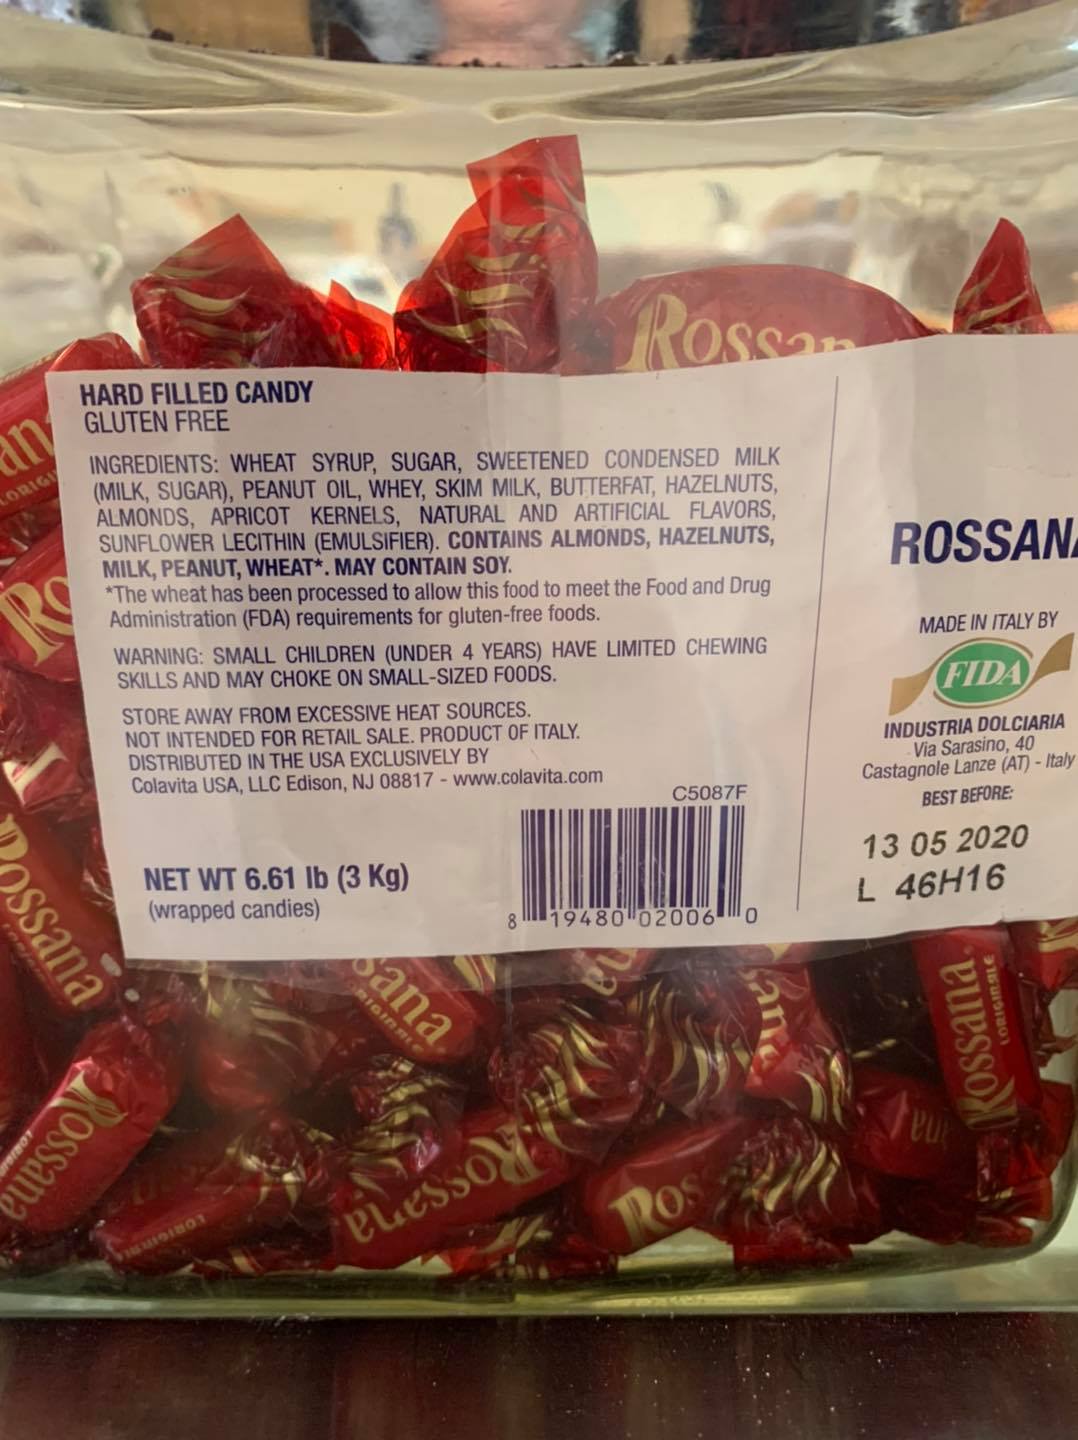 Rossan
HARD FILLED CANDY
GLUTEN FREE
INGREDIENTS: WHEAT SYRUP, SUGAR, SWEETENED CONDENSED MILK
(MILK, SUGAR), PEANUT OIL, WHEY, SKIM MILK, BUTTERFAT, HAZELNUTS,
ALMONDS, APRICOT KERNELS, NATURAL AND ARTIFICIAL FLAVORS,
SUNFLOWER LECITHIN (EMULSIFIER). CONTAINS ALMONDS, HAZELNUTS,
MILK, PEANUT, WHEAT*. MAY CONTAIN SOY.
*The wheat has been processed to allow this food to meet the Food and Drug
Administration (FDA) requirements for gluten-free foods.
WARNING: SMALL CHILDREN (UNDER 4 YEARS) HAVE LIMITED CHEWING
SKILLS AND MAY CHOKE ON SMALL-SIZED FOODS.
STORE AWAY FROM EXCESSIVE HEAT SOURCES.
NOT INTENDED FOR RETAIL SALE. PRODUCT OF ITALY.
DISTRIBUTED IN THE USA EXCLUSIVELY BY
Colavita USA, LLC Edison, NJ 08817 - www.colavita.com
C5087F
NET WT 6.61 lb (3 Kg)
(wrapped candies)
8 19480 02006 0
ROSSANA
MADE IN ITALY BY
FIDA
INDUSTRIA DOLCIARIA
Via Sarasino, 40
Castagnole Lanze (AT) - Italy
BEST BEFORE:
13 05 2020
L 46H16
an
Ro
Rossana
sana
ana
Rossana
LORIGINALE
Rossana
Rossana
Ros